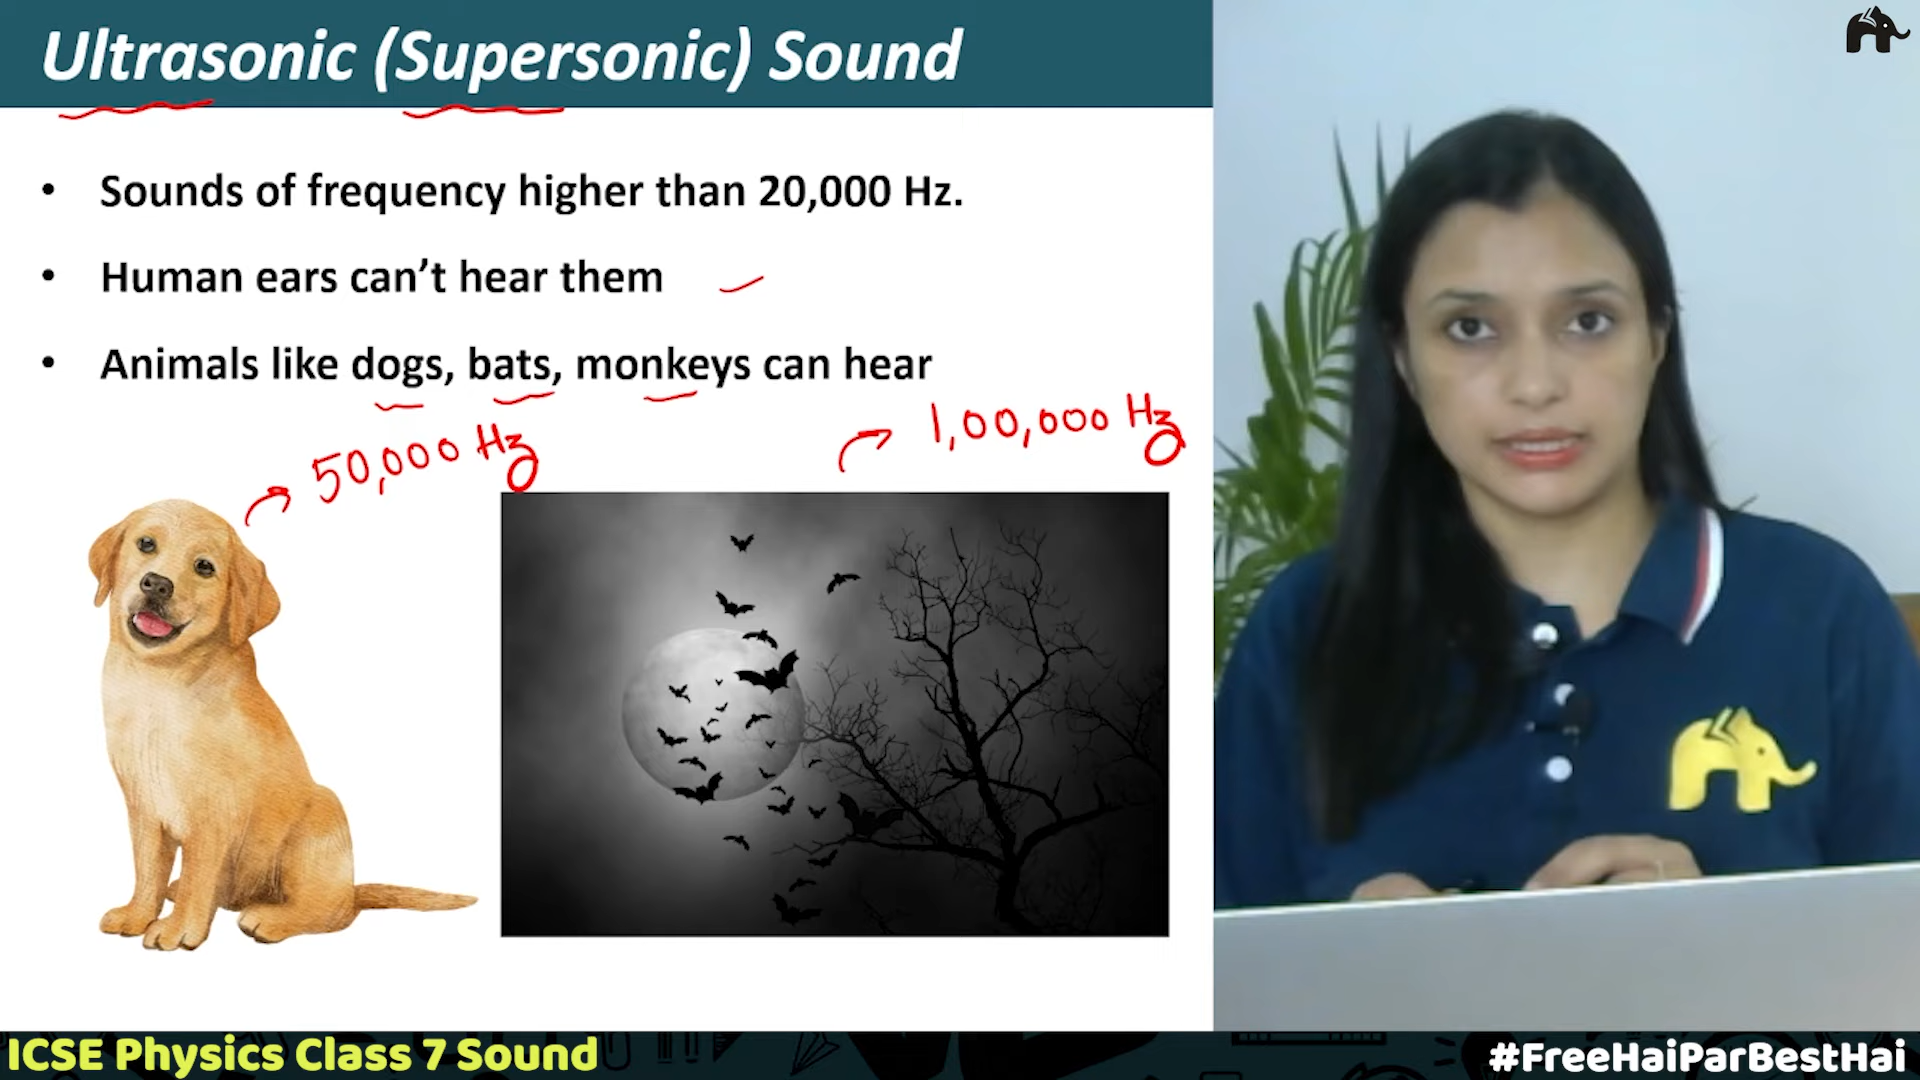 Ultrasonic (Supersonic) Sound
• Sounds of frequency higher than 20,000 Hz.
• Human ears can't hear them
• Animals like dogs, bats, monkeys can hear
50,000 Hz
1,00,000 Hz
ICSE Physics Class 7 Sound
#FreeHaiParBestHai